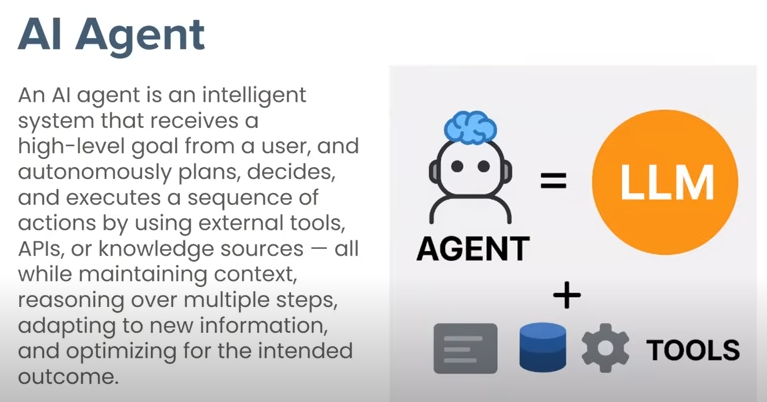 AI Agent
An AI agent is an intelligent
system that receives a
high-level goal from a user, and
autonomously plans, decides,
and executes a sequence of
actions by using external tools,
APIs, or knowledge sources — all
while maintaining context,
reasoning over multiple steps,
adapting to new information,
and optimizing for the intended
outcome.
AGENT
=
LLM
+
TOOLS